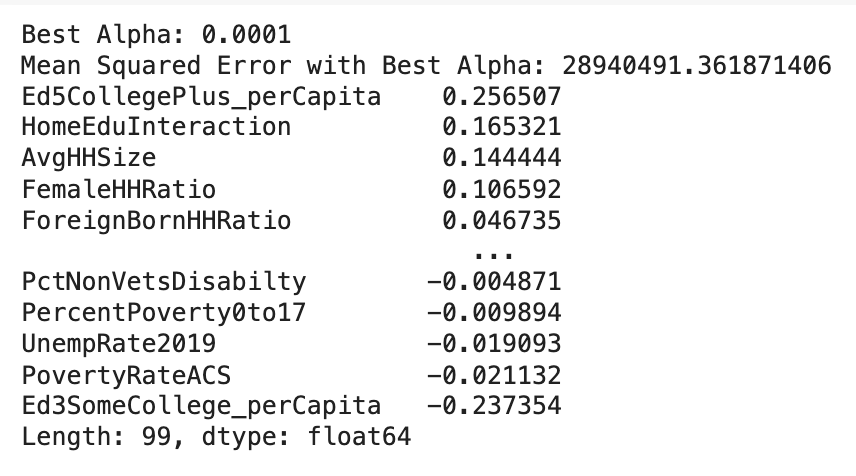 Best Alpha: 0.0001
Mean Squared Error with Best Alpha: 28940491.361871406
Ed5CollegePlus_perCapita 0.256507
HomeEduInteraction 0.165321
AvgHHSize 0.144444
FemaleHHRatio 0.106592
ForeignBornHHRatio 0.046735
...
PctNonVetsDisabilty -0.004871
PercentPoverty0to17 -0.009894
UnempRate2019 -0.019093
PovertyRateACS -0.021132
Ed3SomeCollege_perCapita -0.237354
Length: 99, dtype: float64